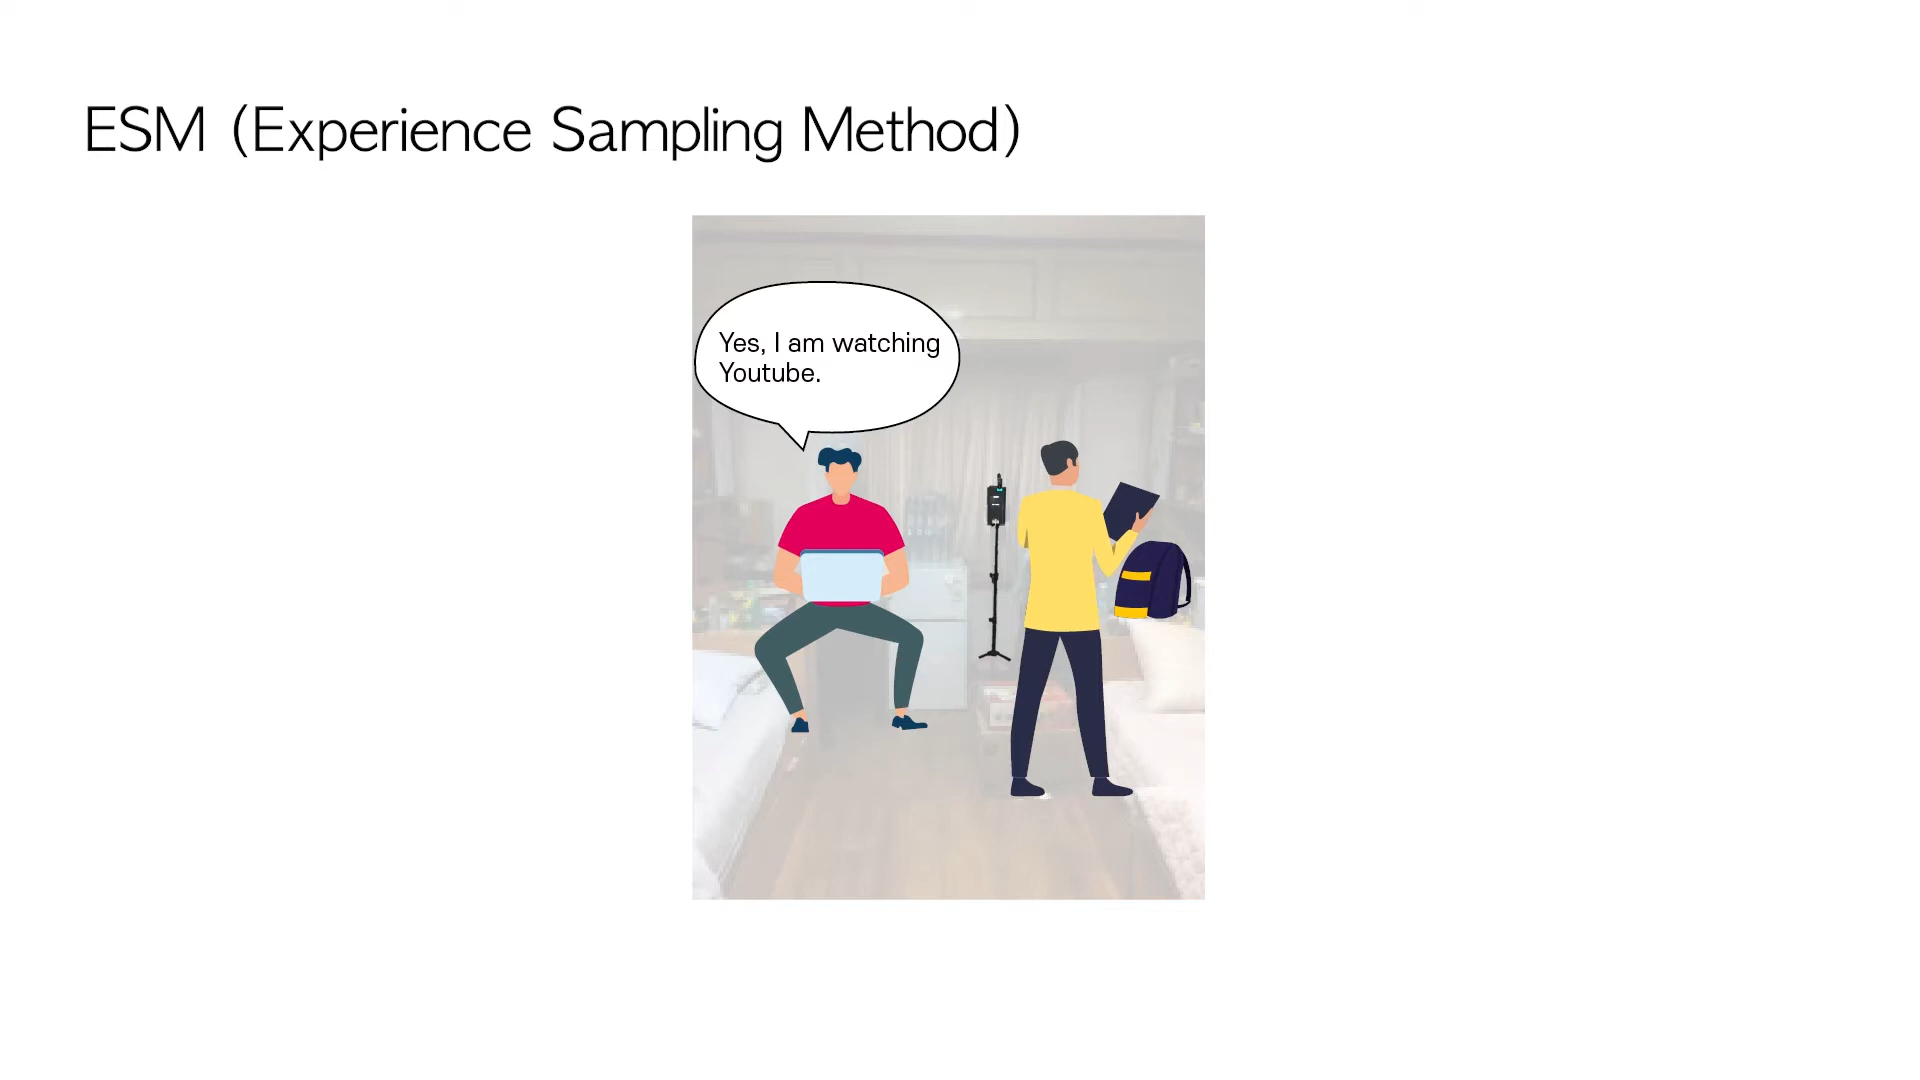 ESM (Experience Sampling Method)
Yes, I am watching
Youtube.